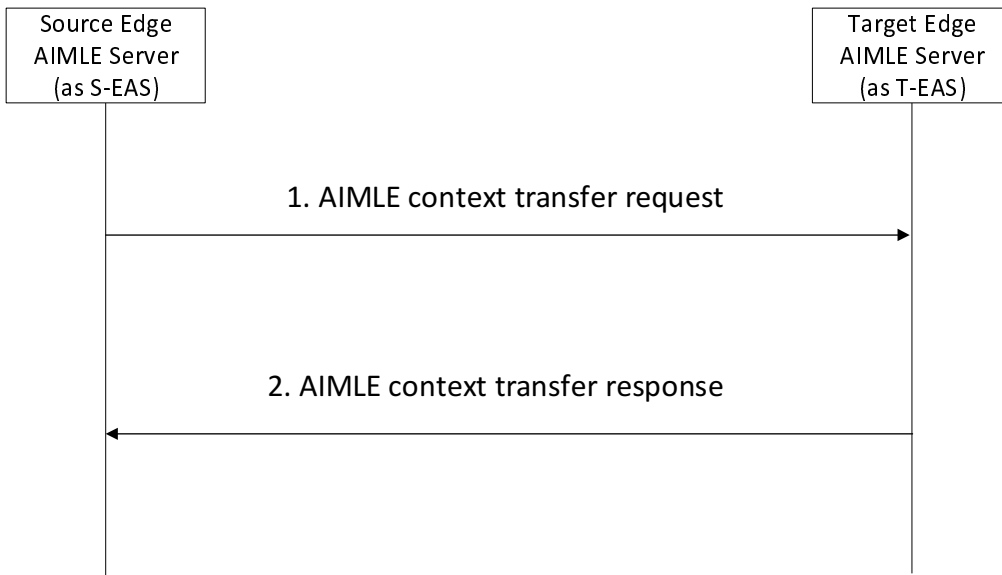 Source Edge
AIMLE Server
(as S-EAS)
Target Edge
AIMLE Server
(as T-EAS)
1. AIMLE context transfer request
2. AIMLE context transfer response